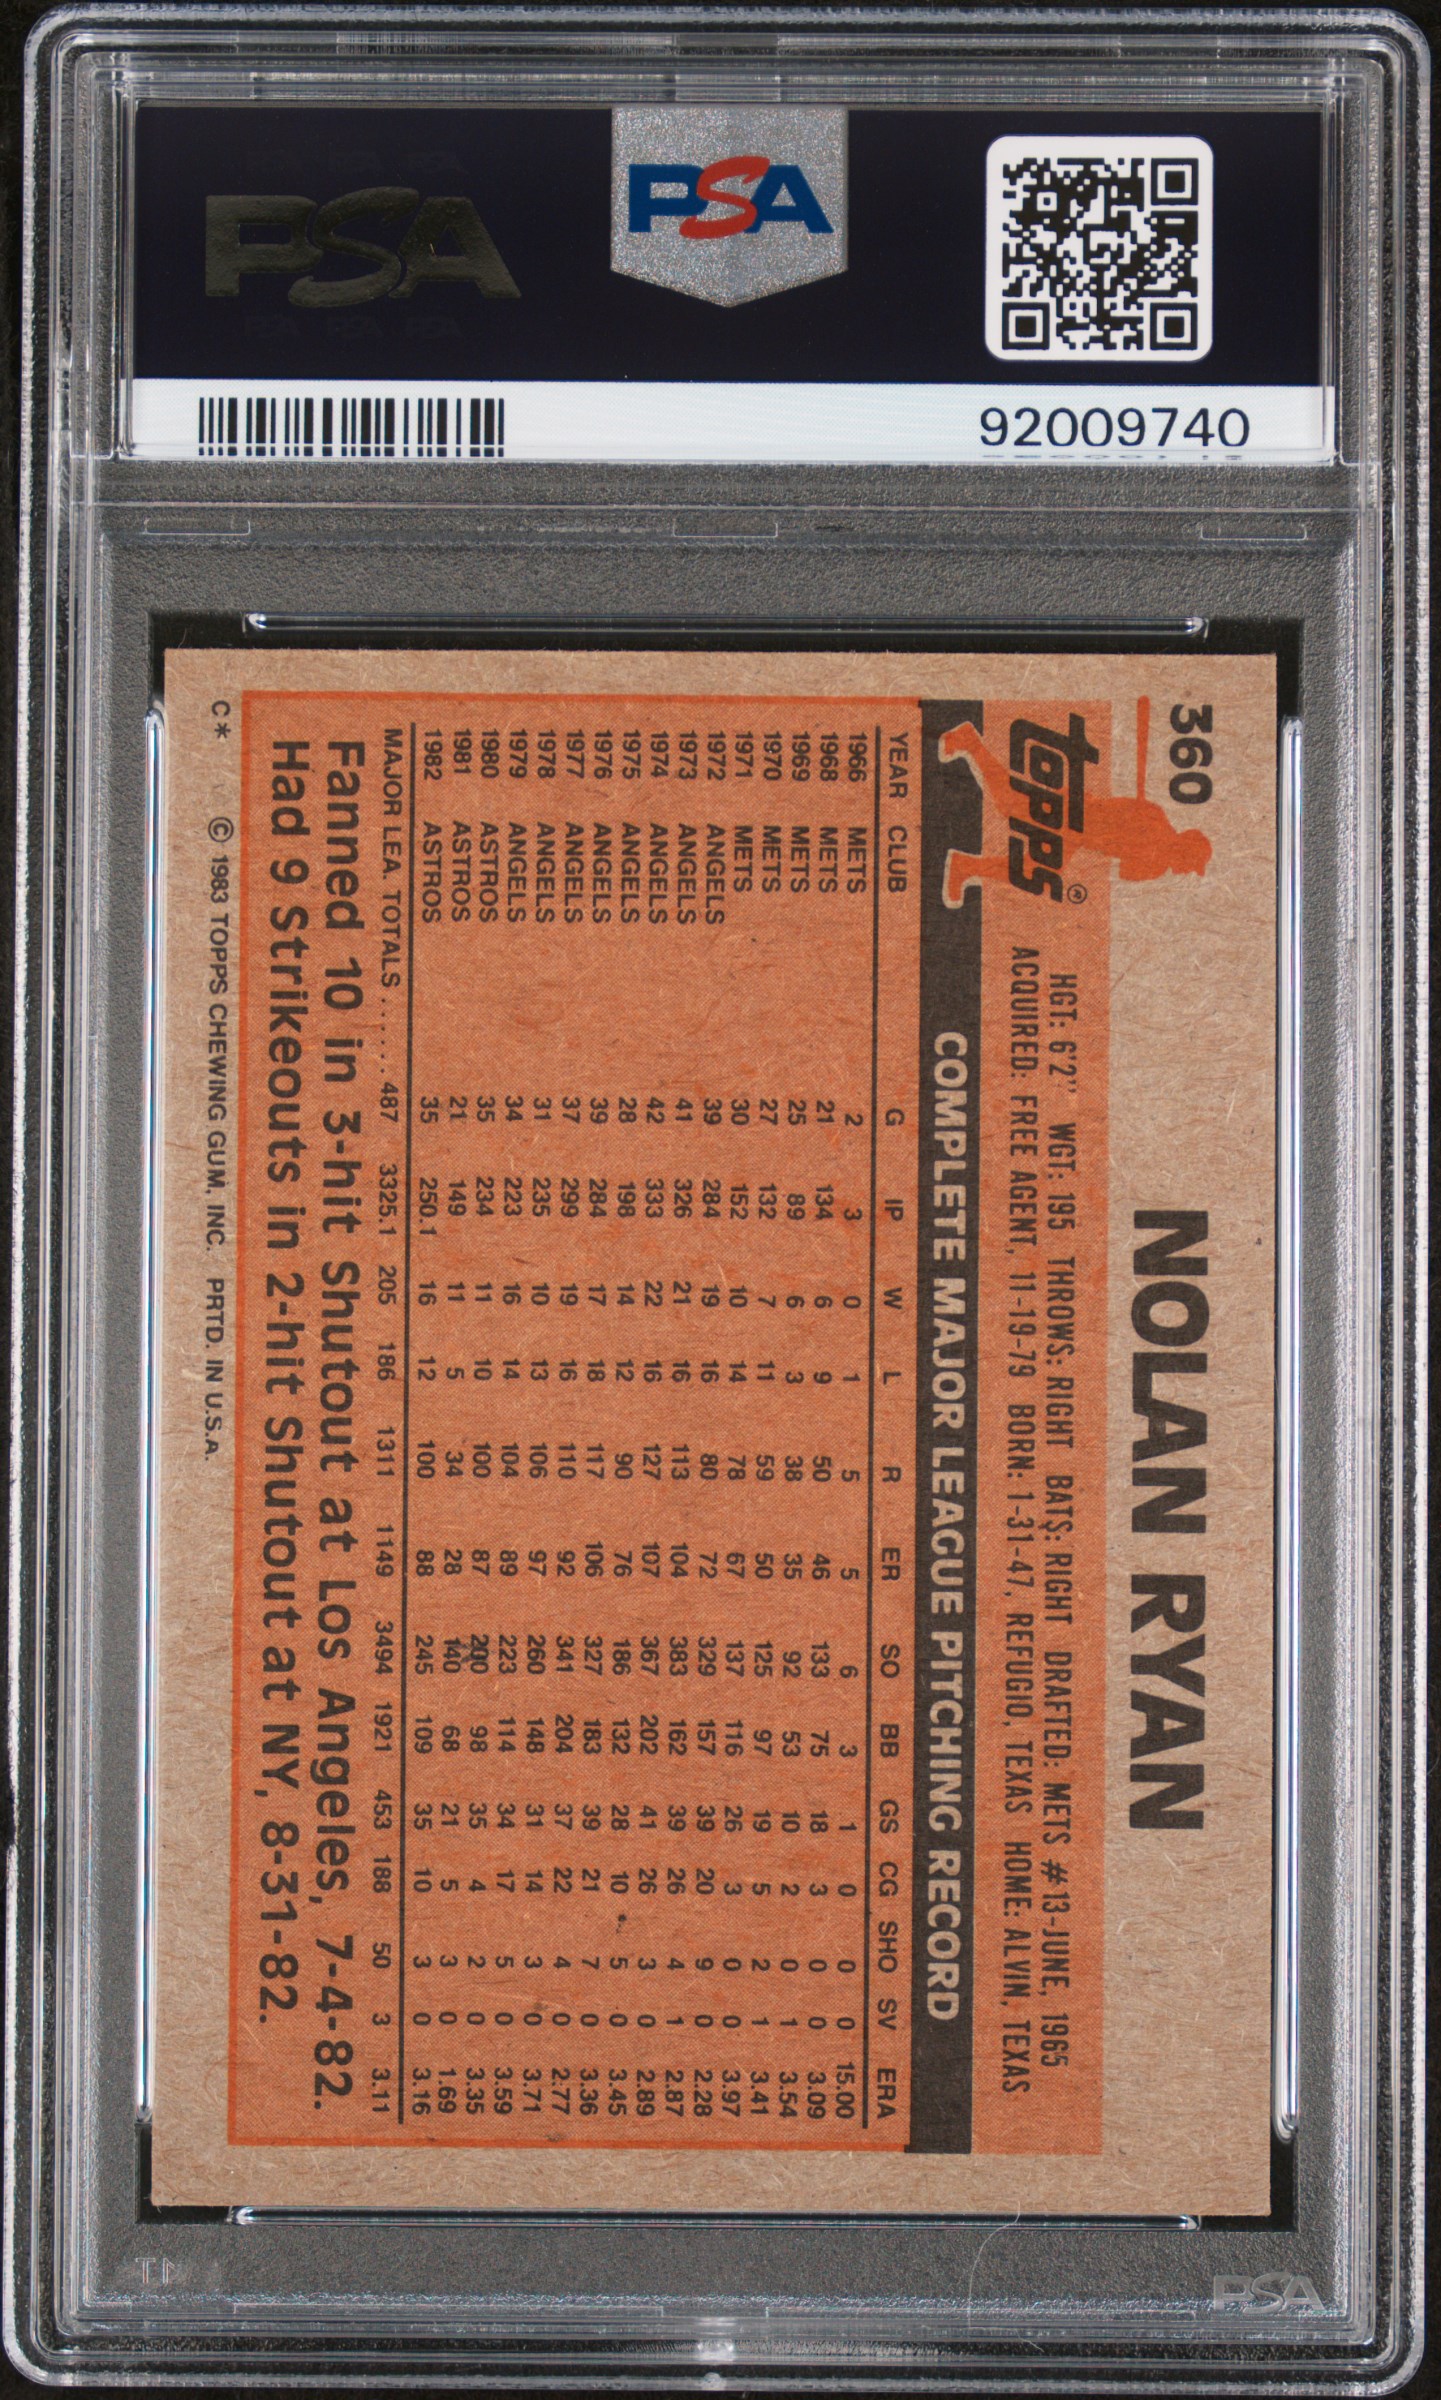 PSA
PSA
92009740
360
NOLAN RYAN
Topps®
HGT: 6'2" WGT: 195 THROWS: RIGHT BATS: RIGHT DRAFTED: METS #13-JUNE, 1965
ACQUIRED: FREE AGENT, 11-19-79 BORN: 1-31-47, REFUGIO, TEXAS HOME: ALVIN, TEXAS
COMPLETE MAJOR LEAGUE PITCHING RECORD
YEAR CLUB G IP W L R ER SO BB GS CG SHO SV ERA
1966 METS 2 3 0 1 5 5 6 3 1 0 0 0 15.00
1968 METS 21 134 6 9 50 46 133 75 18 3 0 0 3.09
1969 METS 25 89 6 3 38 35 92 53 10 2 0 1 3.54
1970 METS 27 132 7 11 59 50 125 97 19 5 2 1 3.41
1971 METS 30 152 10 14 78 67 137 116 26 3 0 0 3.97
1972 ANGELS 39 284 19 16 80 72 329 157 39 20 9 0 2.28
1973 ANGELS 41 326 21 16 113 104 383 162 39 26 4 1 2.87
1974 ANGELS 42 333 22 16 127 107 367 202 41 26 3 0 2.89
1975 ANGELS 28 198 14 12 90 76 186 132 28 10 5 0 3.45
1976 ANGELS 39 284 17 18 117 106 327 183 39 21 7 0 3.36
1977 ANGELS 37 299 19 16 110 92 341 204 37 22 4 0 2.77
1978 ANGELS 31 235 10 13 106 97 260 148 31 14 3 0 3.71
1979 ANGELS 34 223 16 14 104 89 223 114 34 17 5 0 3.59
1980 ASTROS 35 234 11 10 100 87 200 98 35 4 2 0 3.35
1981 ASTROS 21 149 11 5 34 28 140 68 21 5 3 0 1.69
1982 ASTROS 35 250.1 16 12 100 88 245 109 35 10 3 0 3.16
MAJOR LEA. TOTALS ...... 487 3325.1 205 186 1311 1149 3494 1921 453 188 50 3 3.11
Fanned 10 in 3-hit Shutout at Los Angeles, 7-4-82.
Had 9 Strikeouts in 2-hit Shutout at NY, 8-31-82.
C* © 1983 TOPPS CHEWING GUM, INC. PRTD. IN U.S.A.
PSA